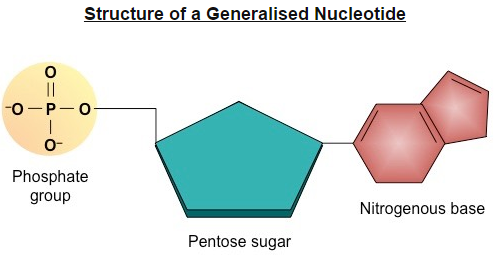 Structure of a Generalised Nucleotide
O
-O — P — O
O-
Phosphate
group
Pentose sugar
Nitrogenous base